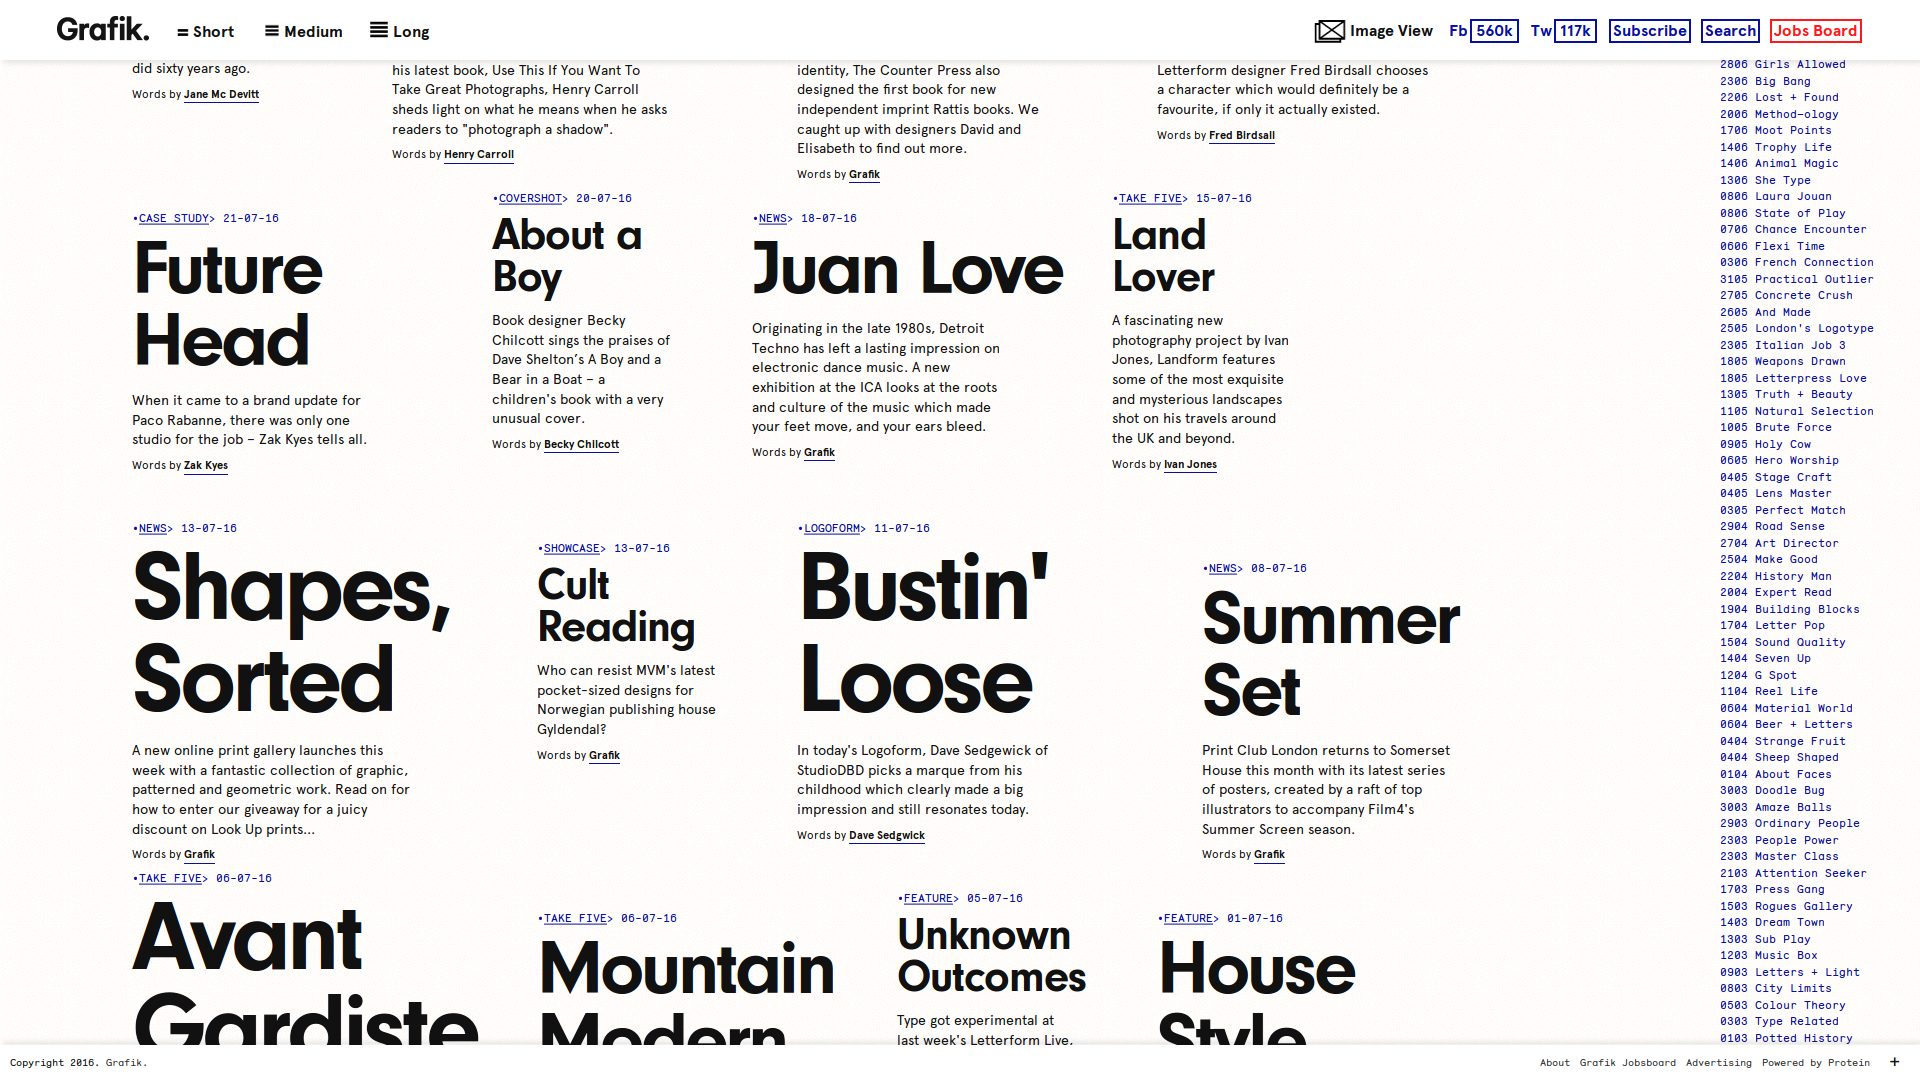 Grafik.
Short
Medium
Long
Image View
Fb 560k
Tw 117k
Subscribe
Search
Jobs Board
did sixty years ago.
Words by Jane Mc Devitt
his latest book, Use This If You Want To
Take Great Photographs, Henry Carroll
sheds light on what he means when he asks
readers to "photograph a shadow".
Words by Henry Carroll
identity, The Counter Press also
designed the first book for new
independent imprint Rattis books. We
caught up with designers David and
Elisabeth to find out more.
Words by Grafik
Letterform designer Fred Birdsall chooses
a character which would definitely be a
favourite, if only it actually existed.
Words by Fred Birdsall
•CASE STUDY> 21-07-16
Future
Head
When it came to a brand update for
Paco Rabanne, there was only one
studio for the job – Zak Kyes tells all.
Words by Zak Kyes
•COVERSHOT> 20-07-16
About a
Boy
Book designer Becky
Chilcott sings the praises of
Dave Shelton’s A Boy and a
Bear in a Boat – a
children's book with a very
unusual cover.
Words by Becky Chilcott
•NEWS> 18-07-16
Juan Love
Originating in the late 1980s, Detroit
Techno has left a lasting impression on
electronic dance music. A new
exhibition at the ICA looks at the roots
and culture of the music which made
your feet move, and your ears bleed.
Words by Grafik
•TAKE FIVE> 15-07-16
Land
Lover
A fascinating new
photography project by Ivan
Jones, Landform features
some of the most exquisite
and mysterious landscapes
shot on his travels around
the UK and beyond.
Words by Ivan Jones
•NEWS> 13-07-16
Shapes,
Sorted
A new online print gallery launches this
week with a fantastic collection of graphic,
patterned and geometric work. Read on for
how to enter our giveaway for a juicy
discount on Look Up prints...
Words by Grafik
•SHOWCASE> 13-07-16
Cult
Reading
Who can resist MVM's latest
pocket-sized designs for
Norwegian publishing house
Gyldendal?
Words by Grafik
•LOGOFORM> 11-07-16
Bustin'
Loose
In today's Logoform, Dave Sedgewick of
StudioDBD picks a marque from his
childhood which clearly made a big
impression and still resonates today.
Words by Dave Sedgwick
•NEWS> 08-07-16
Summer
Set
Print Club London returns to Somerset
House this month with its latest series
of posters, created by a raft of top
illustrators to accompany Film4's
Summer Screen season.
Words by Grafik
•TAKE FIVE> 06-07-16
Avant
Gardiste
•TAKE FIVE> 06-07-16
Mountain
Modern
•FEATURE> 05-07-16
Unknown
Outcomes
Type got experimental at
last week's Letterform Live,
•FEATURE> 01-07-16
House
Style
2806 Girls Allowed
2306 Big Bang
2206 Lost + Found
2006 Method-ology
1706 Moot Points
1406 Trophy Life
1406 Animal Magic
1306 She Type
0806 Laura Jouan
0806 State of Play
0706 Chance Encounter
0606 Flexi Time
0306 French Connection
3105 Practical Outlier
2705 Concrete Crush
2605 And Made
2505 London's Logotype
2305 Italian Job 3
1805 Weapons Drawn
1805 Letterpress Love
1305 Truth + Beauty
1105 Natural Selection
1005 Brute Force
0905 Holy Cow
0605 Hero Worship
0405 Stage Craft
0405 Lens Master
0305 Perfect Match
2904 Road Sense
2704 Art Director
2504 Make Good
2204 History Man
2004 Expert Read
1904 Building Blocks
1704 Letter Pop
1504 Sound Quality
1404 Seven Up
1204 G Spot
1104 Reel Life
0604 Material World
0604 Beer + Letters
0404 Strange Fruit
0404 Sheep Shaped
0104 About Faces
3003 Doodle Bug
3003 Amaze Balls
2903 Ordinary People
2303 People Power
2303 Master Class
2103 Attention Seeker
1703 Press Gang
1503 Rogues Gallery
1403 Dream Town
1303 Sub Play
1203 Music Box
0903 Letters + Light
0803 City Limits
0503 Colour Theory
0303 Type Related
0103 Potted History
Copyright 2016. Grafik.
About
Grafik Jobsboard
Advertising
Powered by Protein
+